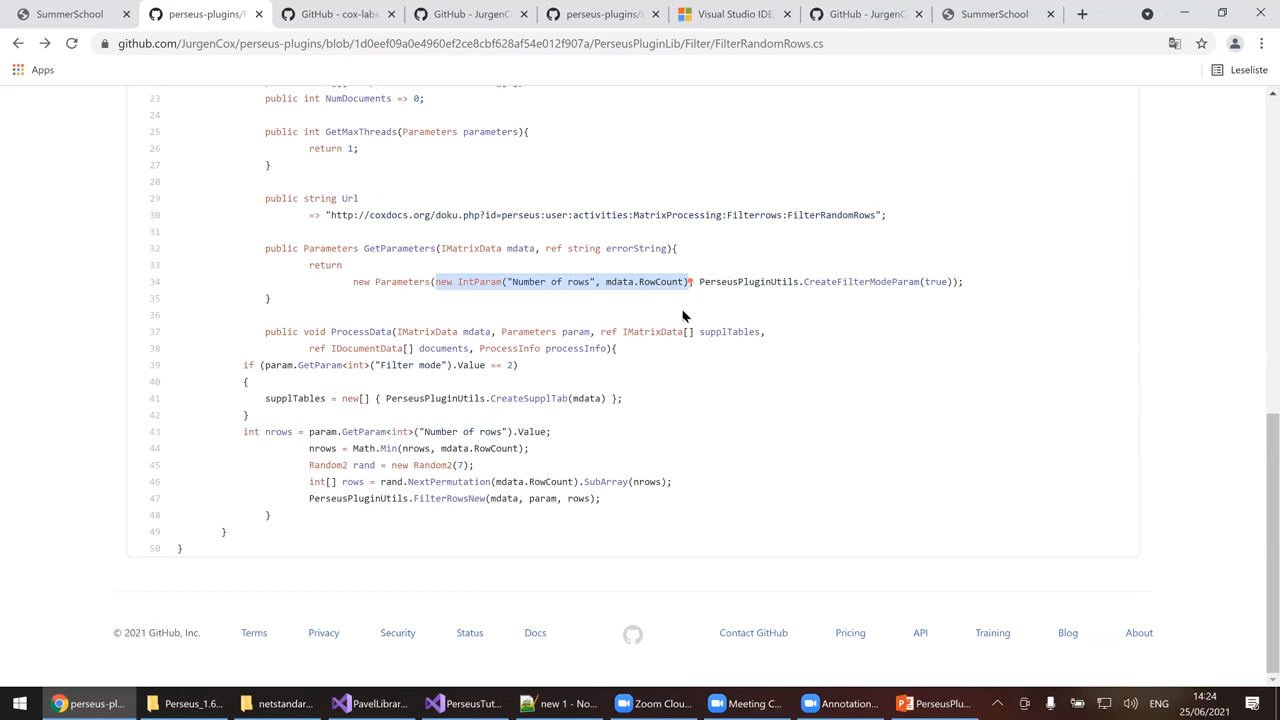 SummerSchool
perseus-plugins/F
GitHub - cox-labs
GitHub - JurgenC
perseus-plugins/b
Visual Studio IDE,
GitHub - JurgenC
SummerSchool
github.com/JurgenCox/perseus-plugins/blob/1d0eef09a0e4960ef2ce8cbf628af54e012f907a/PerseusPluginLib/Filter/FilterRandomRows.cs
Apps
Leseliste
23 public int NumDocuments => 0;
24
25 public int GetMaxThreads(Parameters parameters){
26 return 1;
27 }
28
29 public string Url
30 => "http://coxdocs.org/doku.php?id=perseus:user:activities:MatrixProcessing:Filterrows:FilterRandomRows";
31
32 public Parameters GetParameters(IMatrixData mdata, ref string errorString){
33 return
34 new Parameters(new IntParam("Number of rows", mdata.RowCount), PerseusPluginUtils.CreateFilterModeParam(true));
35 }
36
37 public void ProcessData(IMatrixData mdata, Parameters param, ref IMatrixData[] supplTables,
38 ref IDocumentData[] documents, ProcessInfo processInfo){
39 if (param.GetParam<int>("Filter mode").Value == 2)
40 {
41 supplTables = new[] { PerseusPluginUtils.CreateSupplTab(mdata) };
42 }
43 int nrows = param.GetParam<int>("Number of rows").Value;
44 nrows = Math.Min(nrows, mdata.RowCount);
45 Random2 rand = new Random2(7);
46 int[] rows = rand.NextPermutation(mdata.RowCount).SubArray(nrows);
47 PerseusPluginUtils.FilterRowsNew(mdata, param, rows);
48 }
49 }
50 }
© 2021 GitHub, Inc.
Terms
Privacy
Security
Status
Docs
Contact GitHub
Pricing
API
Training
Blog
About
perseus-pl...
Perseus_1.6...
netstandar...
PavelLibrar...
PerseusTut...
new 1 - No...
Zoom Clou...
Meeting C...
Annotation...
PerseusPlu...
ENG
14:24
25/06/2021